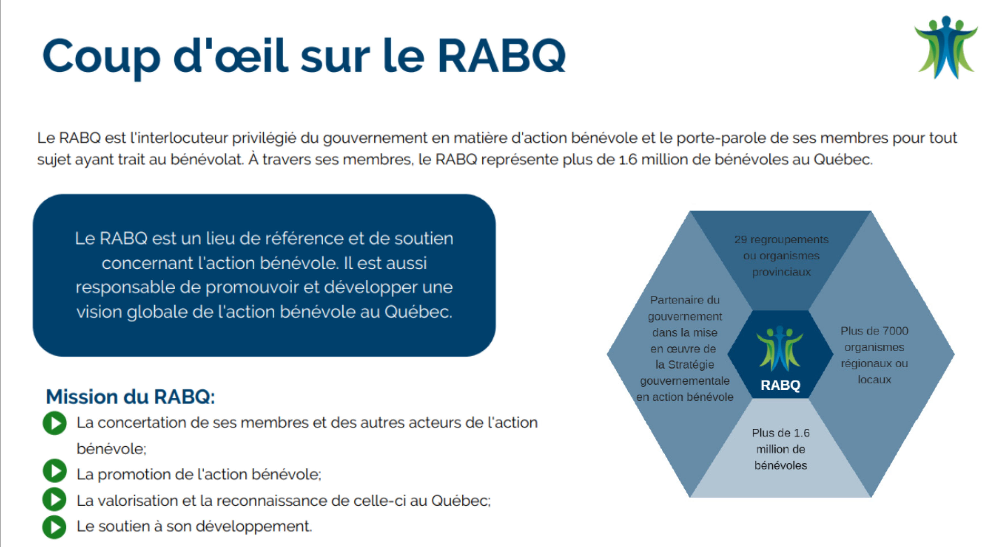 Coup d'œil sur le RABQ
Le RABQ est l'interlocuteur privilégié du gouvernement en matière d'action bénévole et le porte-parole de ses membres pour tout
sujet ayant trait au bénévolat. À travers ses membres, le RABQ représente plus de 1.6 million de bénévoles au Québec.
Le RABQ est un lieu de référence et de soutien
concernant l'action bénévole. Il est aussi
responsable de promouvoir et développer une
vision globale de l'action bénévole au Québec.
Mission du RABQ:
La concertation de ses membres et des autres acteurs de l'action
bénévole;
La promotion de l'action bénévole;
La valorisation et la reconnaissance de celle-ci au Québec;
Le soutien à son développement.
29 regroupements
ou organismes
provinciaux
Partenaire du
gouvernement
dans la mise
en œuvre de
la Stratégie
gouvernementale
en action bénévole
RABQ
Plus de 7000
organismes
régionaux ou
locaux
Plus de 1.6
million de
bénévoles